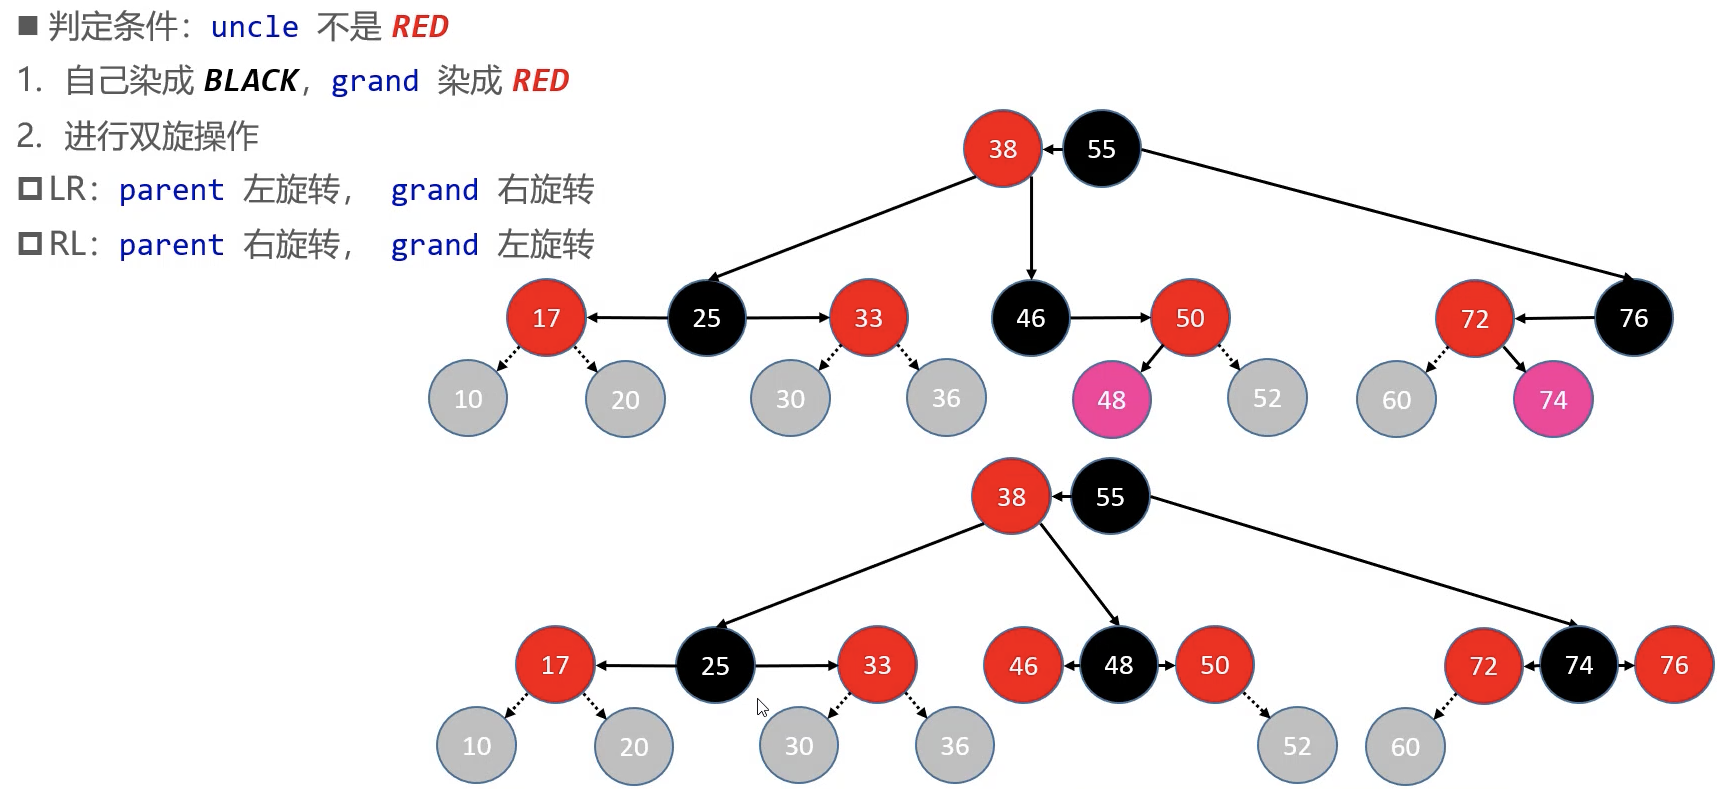 ■ 判定条件：uncle 不是 RED
1. 自己染成 BLACK，grand 染成 RED
2. 进行双旋操作
LR：parent 左旋转， grand 右旋转
RL：parent 右旋转， grand 左旋转
38 55
17 25 33 46 50 72 76
10 20 30 36 48 52 60 74
38 55
17 25 33 46 48 50 72 74 76
10 20 30 36 52 60